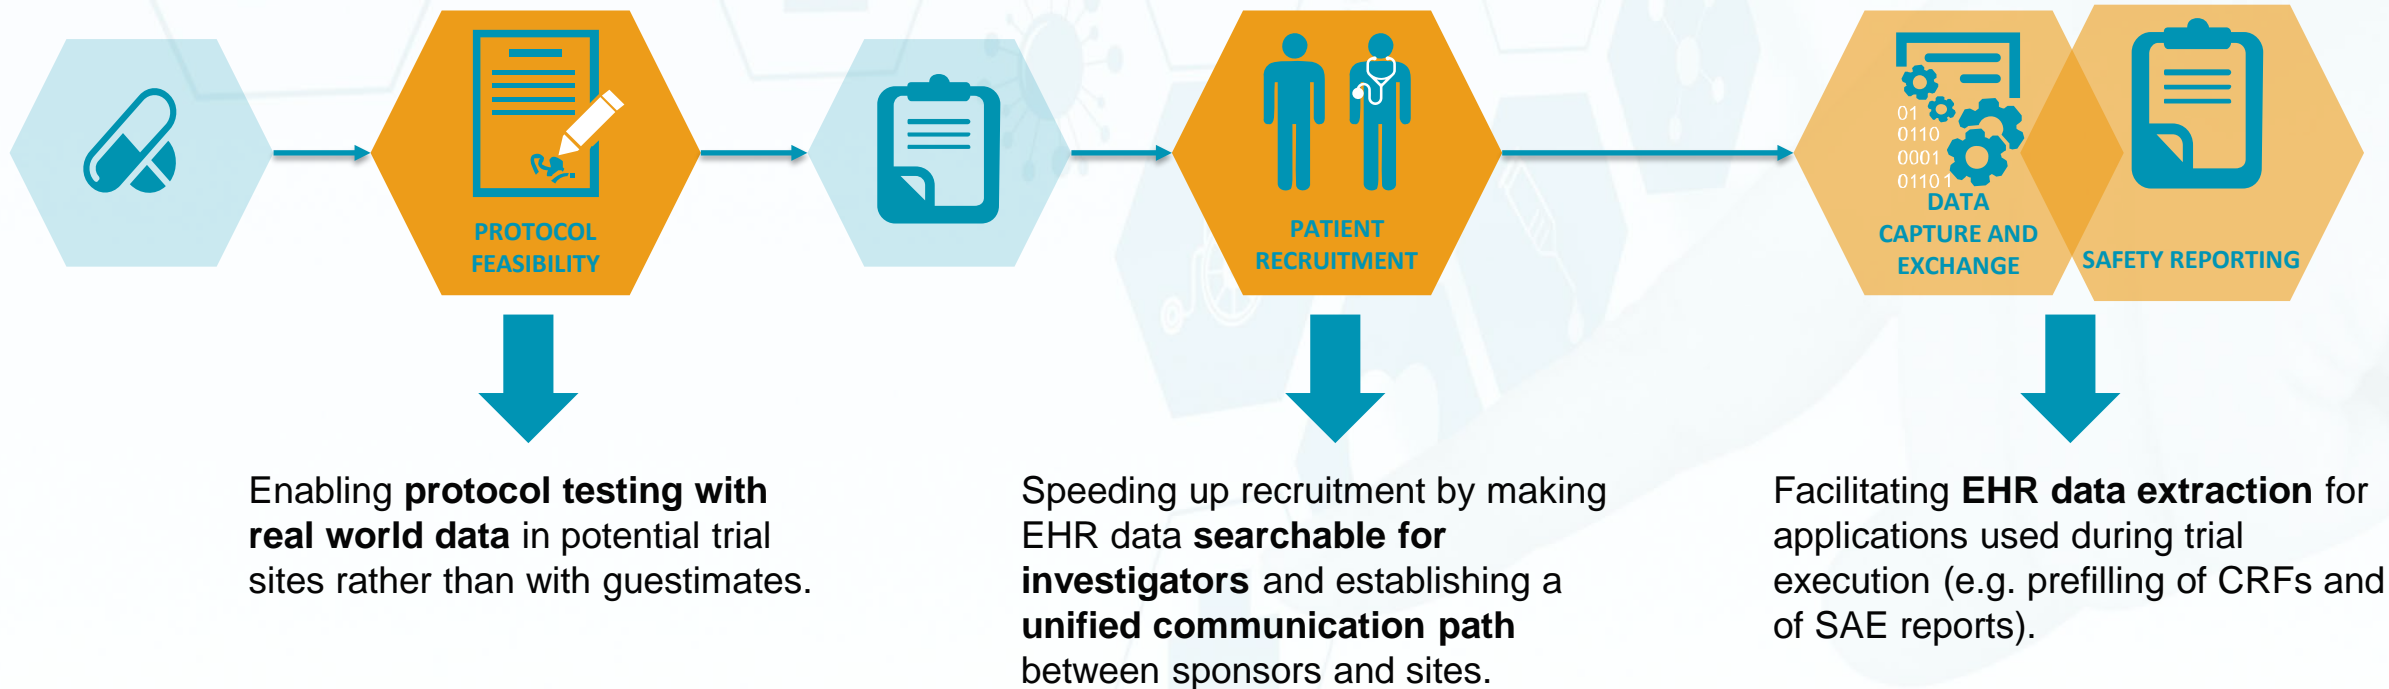 PROTOCOL
FEASIBILITY
PATIENT
RECRUITMENT
01
0110
0001
01101
DATA
CAPTURE AND
EXCHANGE
SAFETY REPORTING
Enabling protocol testing with
real world data in potential trial
sites rather than with guestimates.
Speeding up recruitment by making
EHR data searchable for
investigators and establishing a
unified communication path
between sponsors and sites.
Facilitating EHR data extraction for
applications used during trial
execution (e.g. prefilling of CRFs and
of SAE reports).